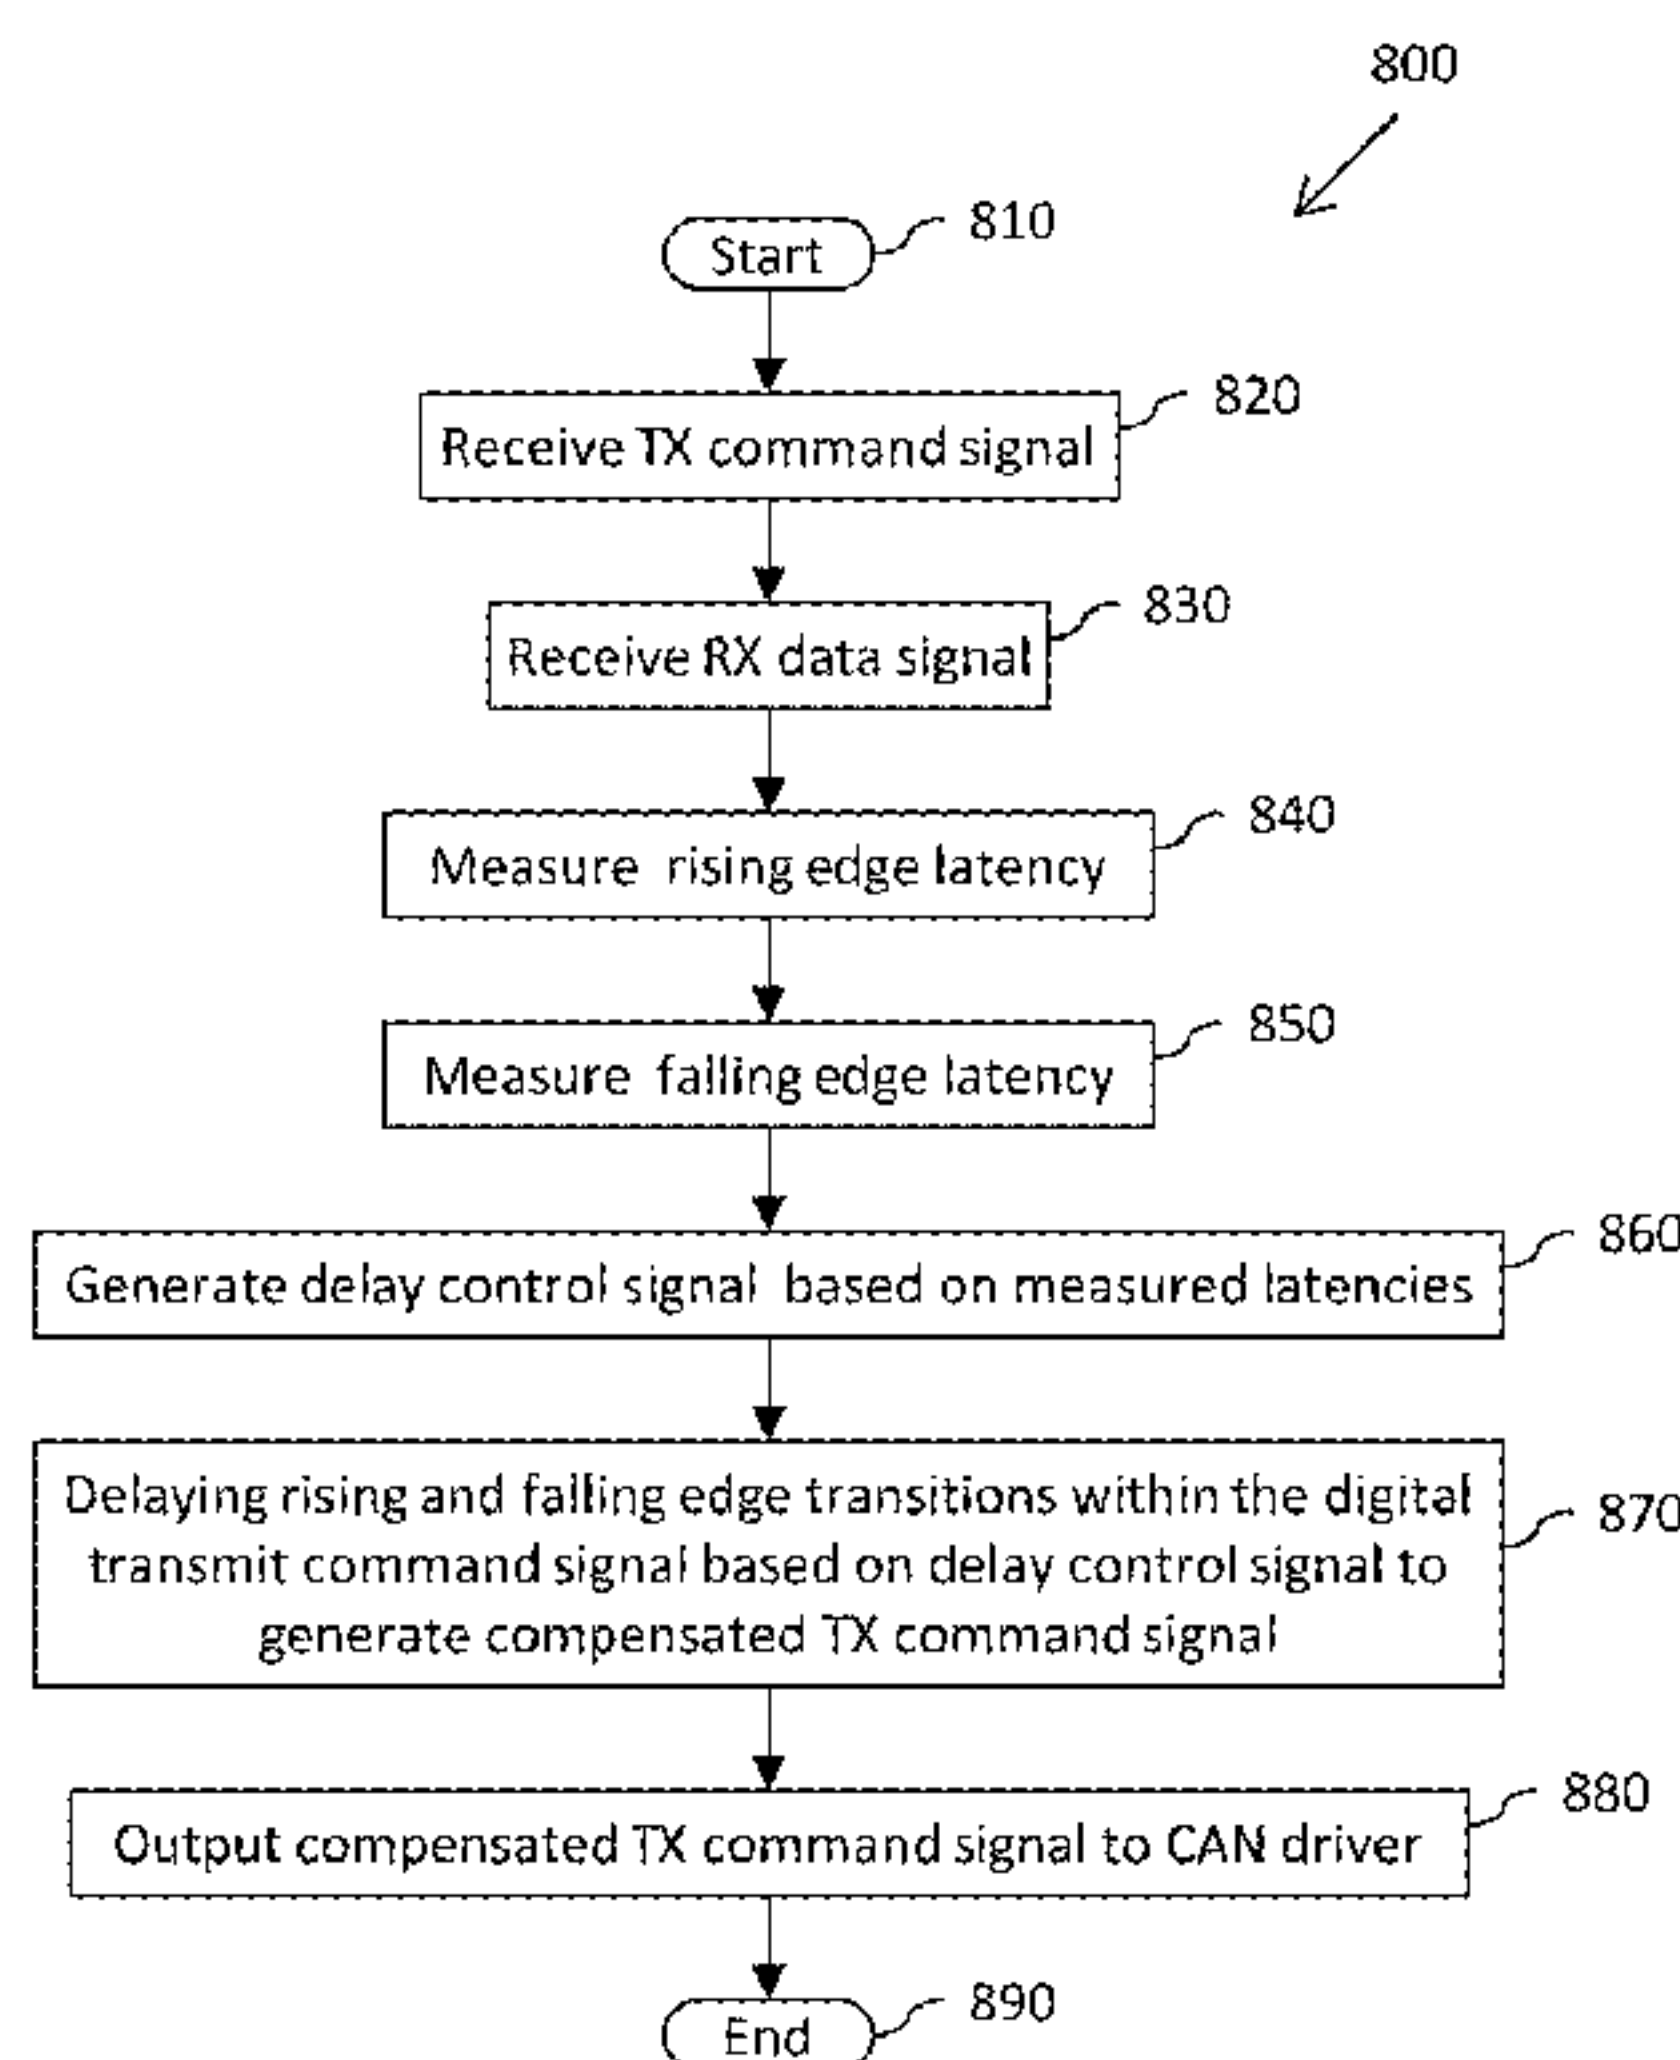 800
Start
810
Receive TX command signal
820
Receive RX data signal
830
Measure rising edge latency
840
Measure falling edge latency
850
Generate delay control signal based on measured latencies
860
Delaying rising and falling edge transitions within the digital
transmit command signal based on delay control signal to
generate compensated TX command signal
870
Output compensated TX command signal to CAN driver
880
End
890